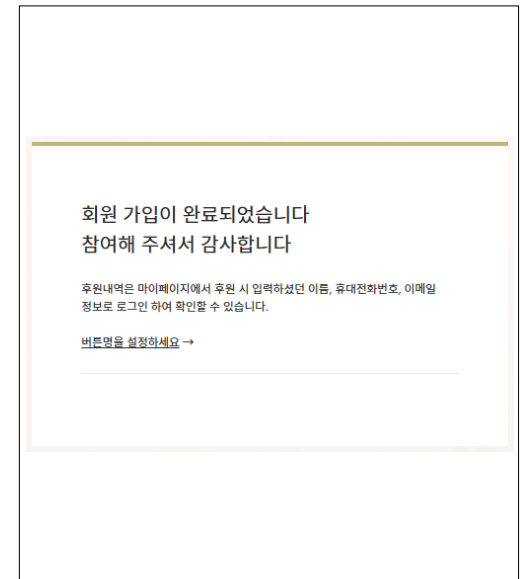 회원 가입이 완료되었습니다
참여해 주셔서 감사합니다
후원내역은 마이페이지에서 후원 시 입력하셨던 이름, 휴대전화번호, 이메일
정보로 로그인 하여 확인할 수 있습니다.
버튼명을 설정하세요 →